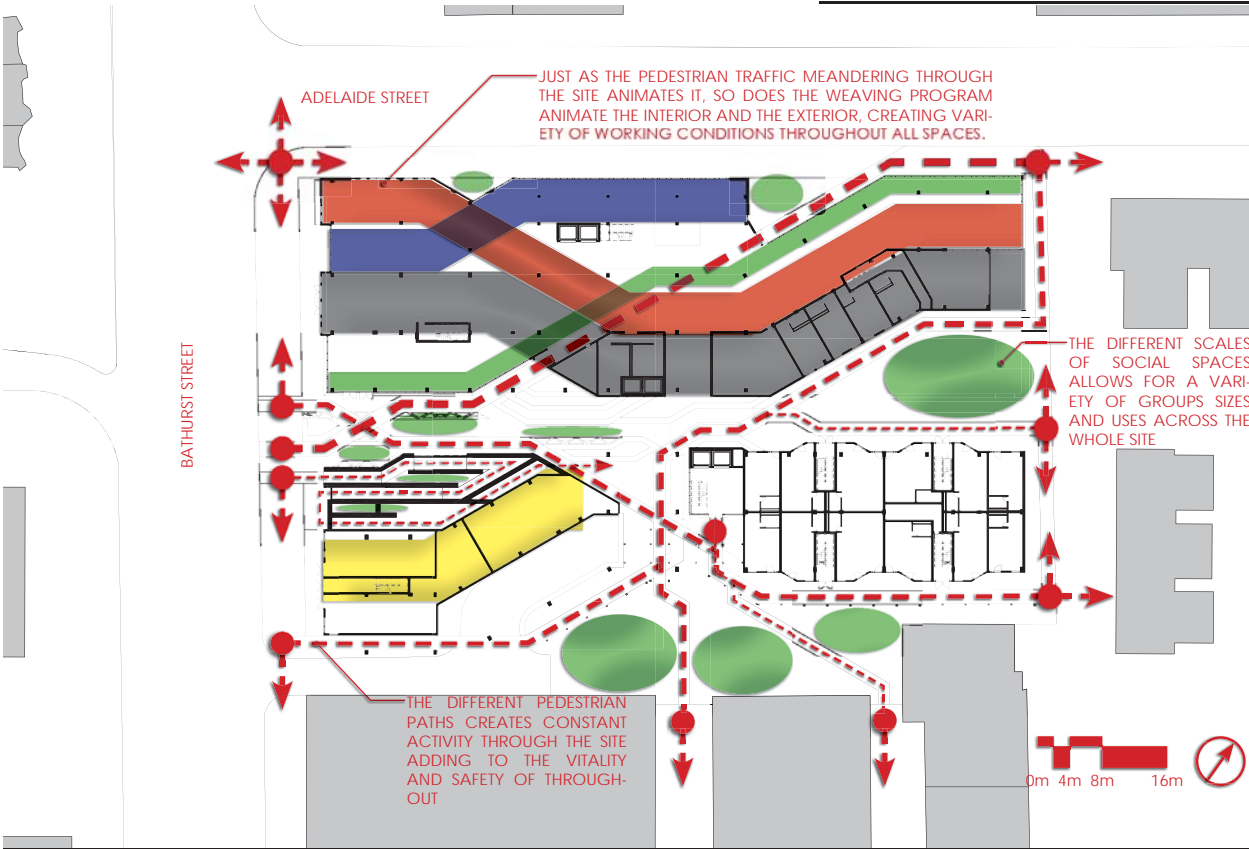 JUST AS THE PEDESTRIAN TRAFFIC MEANDERING THROUGH
THE SITE ANIMATES IT, SO DOES THE WEAVING PROGRAM
ANIMATE THE INTERIOR AND THE EXTERIOR, CREATING VARI-
ETY OF WORKING CONDITIONS THROUGHOUT ALL SPACES.
ADELAIDE STREET
BATHURST STREET
THE DIFFERENT SCALES
OF SOCIAL SPACES
ALLOWS FOR A VARI-
ETY OF GROUPS SIZES
AND USES ACROSS THE
WHOLE SITE
THE DIFFERENT PEDESTRIAN
PATHS CREATES CONSTANT
ACTIVITY THROUGH THE SITE
ADDING TO THE VITALITY
AND SAFETY OF THROUGH-
OUT
0m 4m 8m 16m